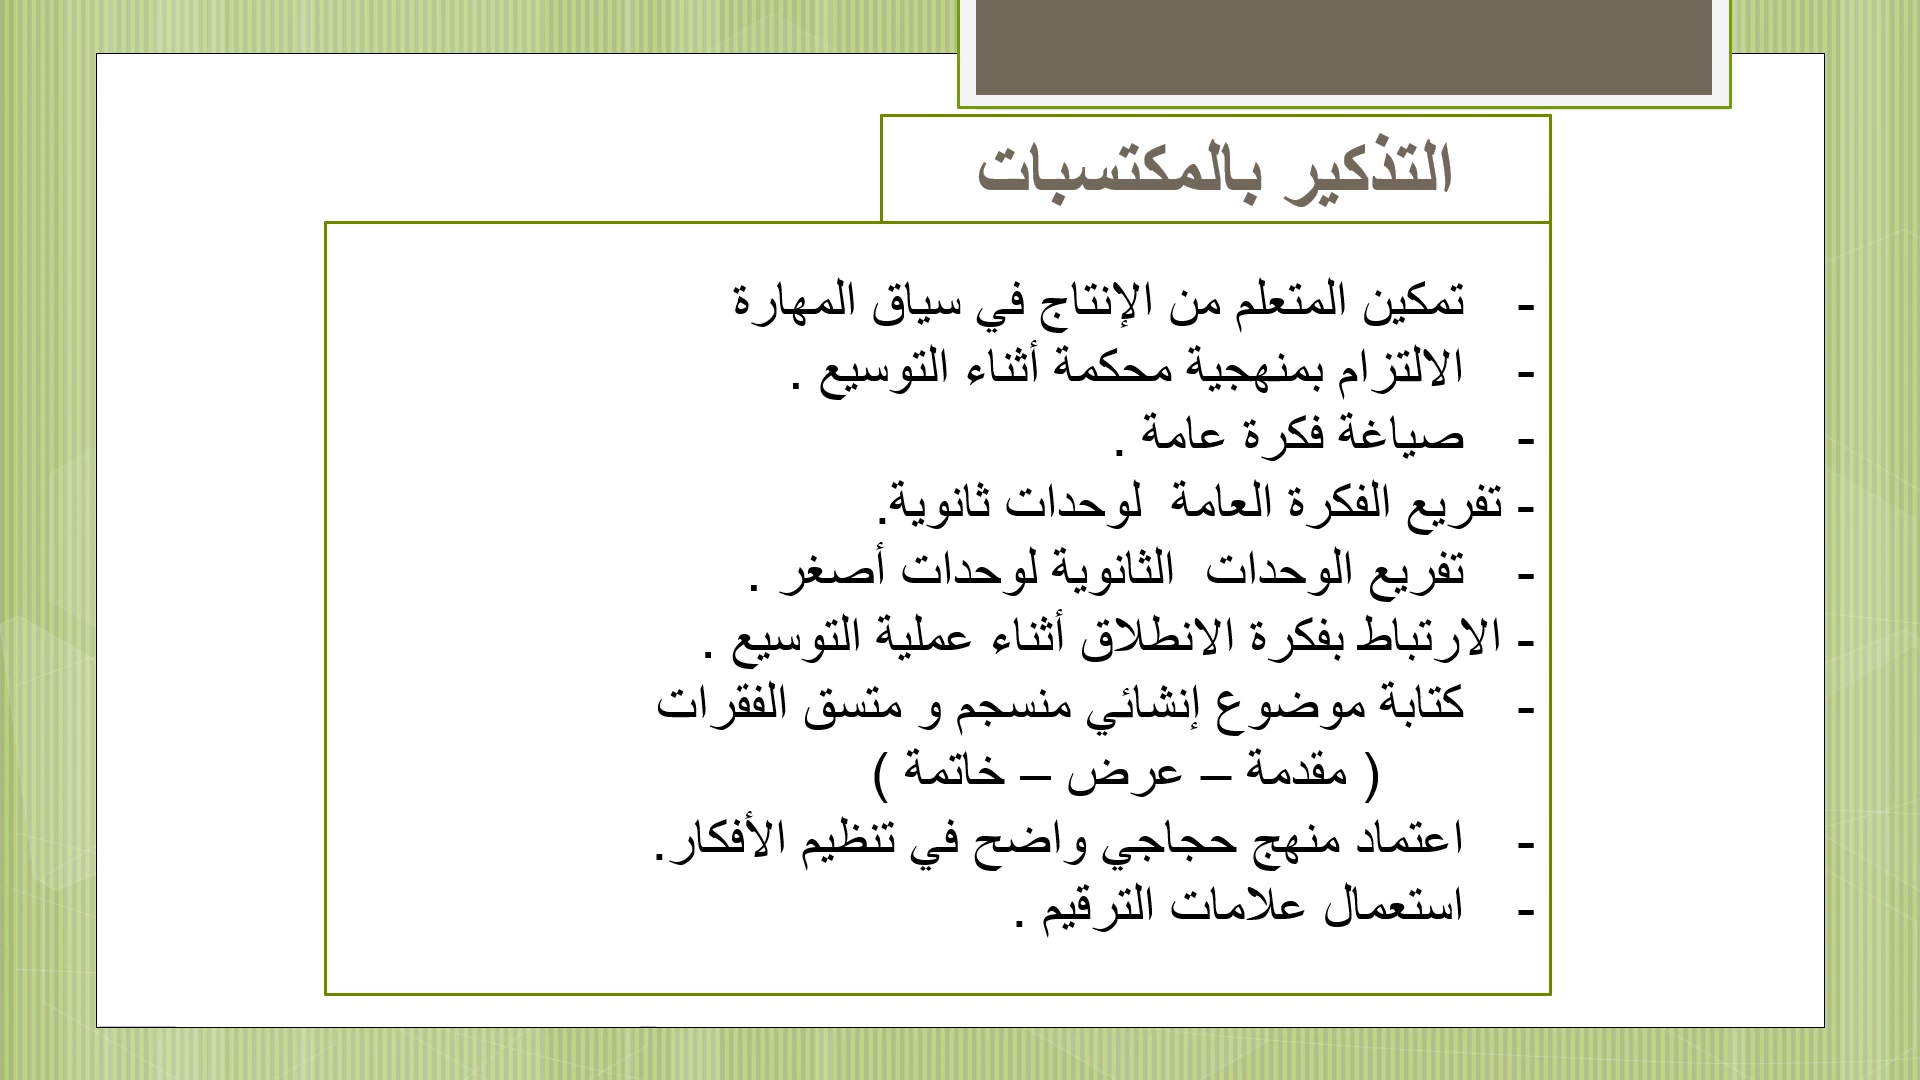 التذكير بالمكتسبات
- تمكين المتعلم من الإنتاج في سياق المهارة
- الالتزام بمنهجية محكمة أثناء التوسيع .
- صياغة فكرة عامة .
- تفريع الفكرة العامة لوحدات ثانوية.
- تفريع الوحدات الثانوية لوحدات أصغر .
- الارتباط بفكرة الانطلاق أثناء عملية التوسيع .
- كتابة موضوع إنشائي منسجم و متسق الفقرات
( مقدمة – عرض – خاتمة )
- اعتماد منهج حجاجي واضح في تنظيم الأفكار.
- استعمال علامات الترقيم .